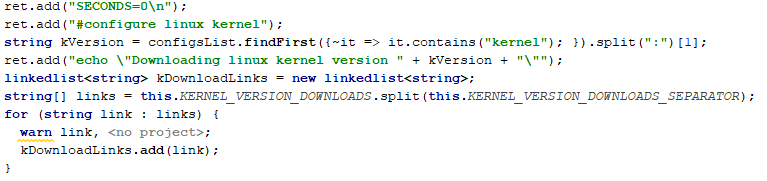 ret.add("SECONDS=0\n");
ret.add("#configure linux kernel");
string kVersion = configsList.findFirst({~it => it.contains("kernel"); }).split(":")[1];
ret.add("echo \"Downloading linux kernel version " + kVersion + "\"");
linkedlist<string> kDownloadLinks = new linkedlist<string>;
string[] links = this.KERNEL_VERSION_DOWNLOADS.split(this.KERNEL_VERSION_DOWNLOADS_SEPARATOR);
for (string link : links) {
  warn link, <no project>;
  kDownloadLinks.add(link);
}